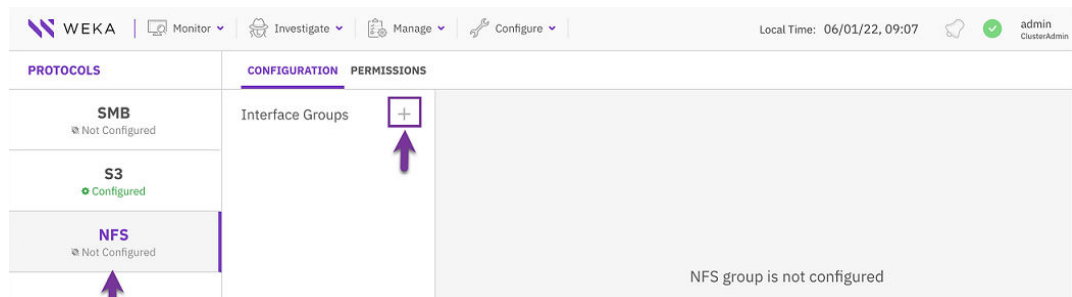 WEKA Monitor Investigate Manage Configure Local Time: 06/01/22, 09:07 admin
ClusterAdmin
PROTOCOLS CONFIGURATION PERMISSIONS
SMB
Not Configured
Interface Groups
S3
Configured
NFS
Not Configured
NFS group is not configured